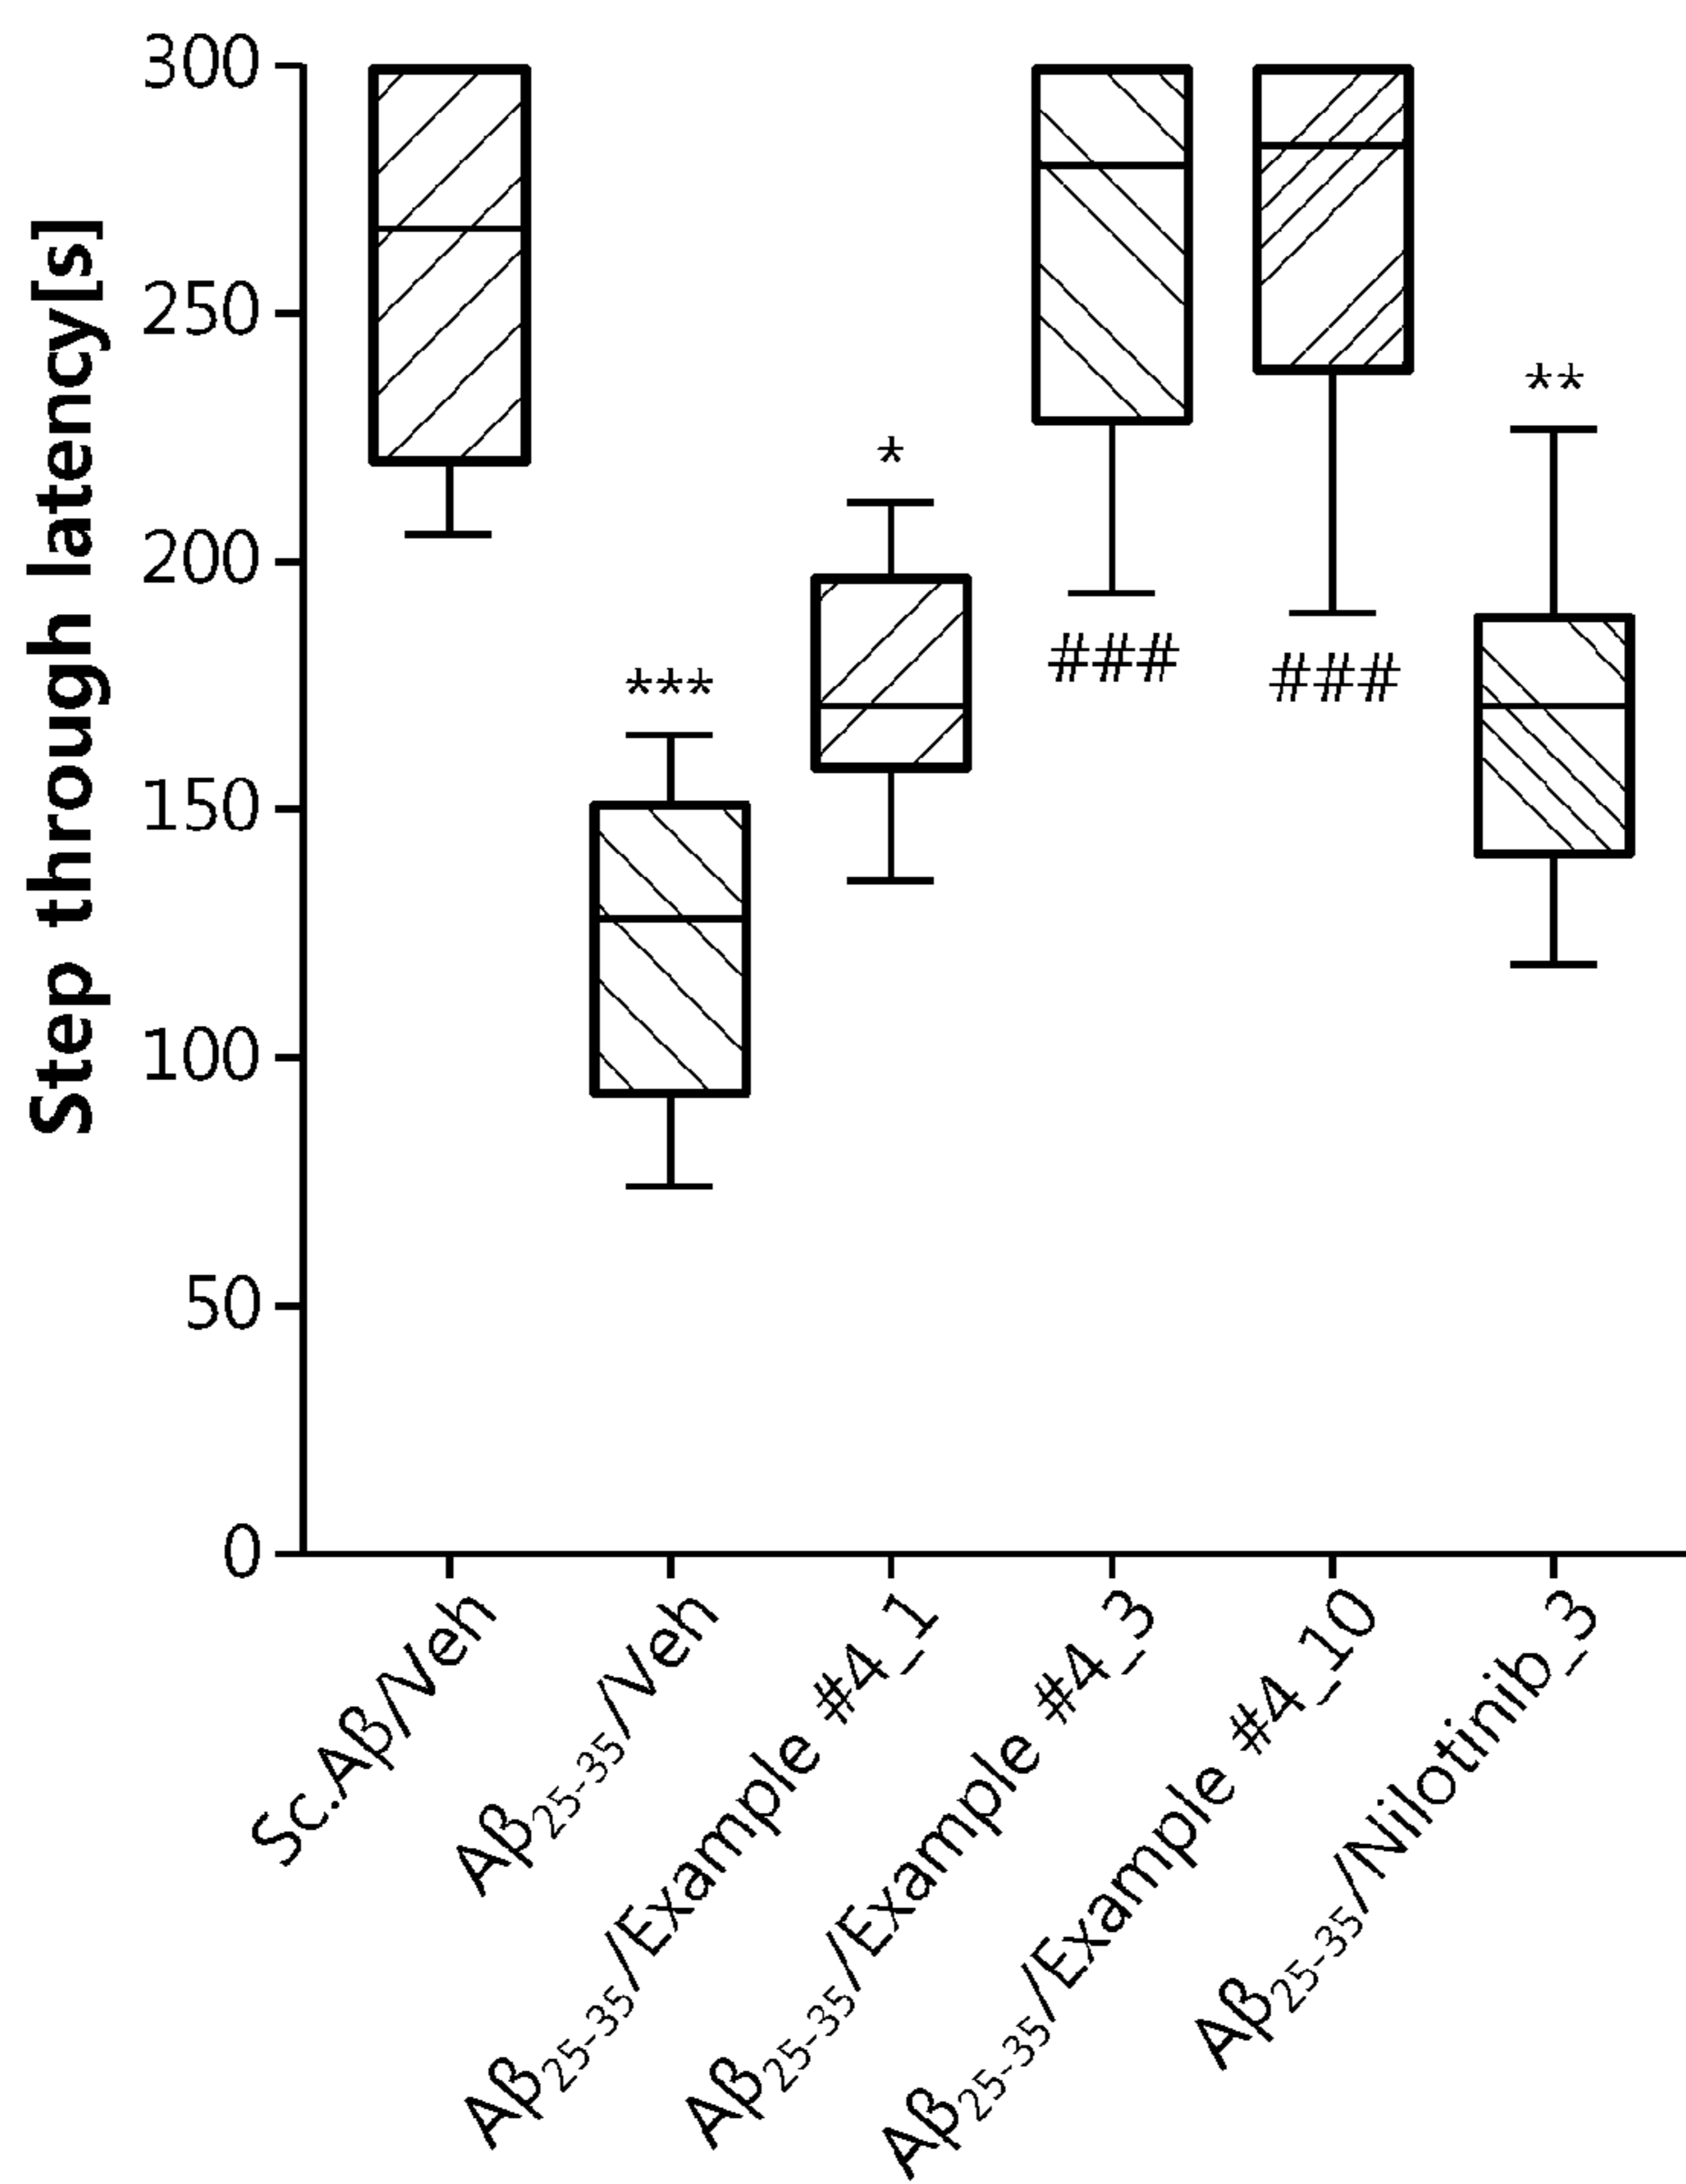 Step through latency[s]
300
250
200
150
100
50
0
***
*
###
###
**
Sc.Aβ/Veh
Aβ₂₅₋₃₅/Veh
Aβ₂₅₋₃₅/Example #4_1
Aβ₂₅₋₃₅/Example #4_3
Aβ₂₅₋₃₅/Example #4_10
Aβ₂₅₋₃₅/Nilotinib_3